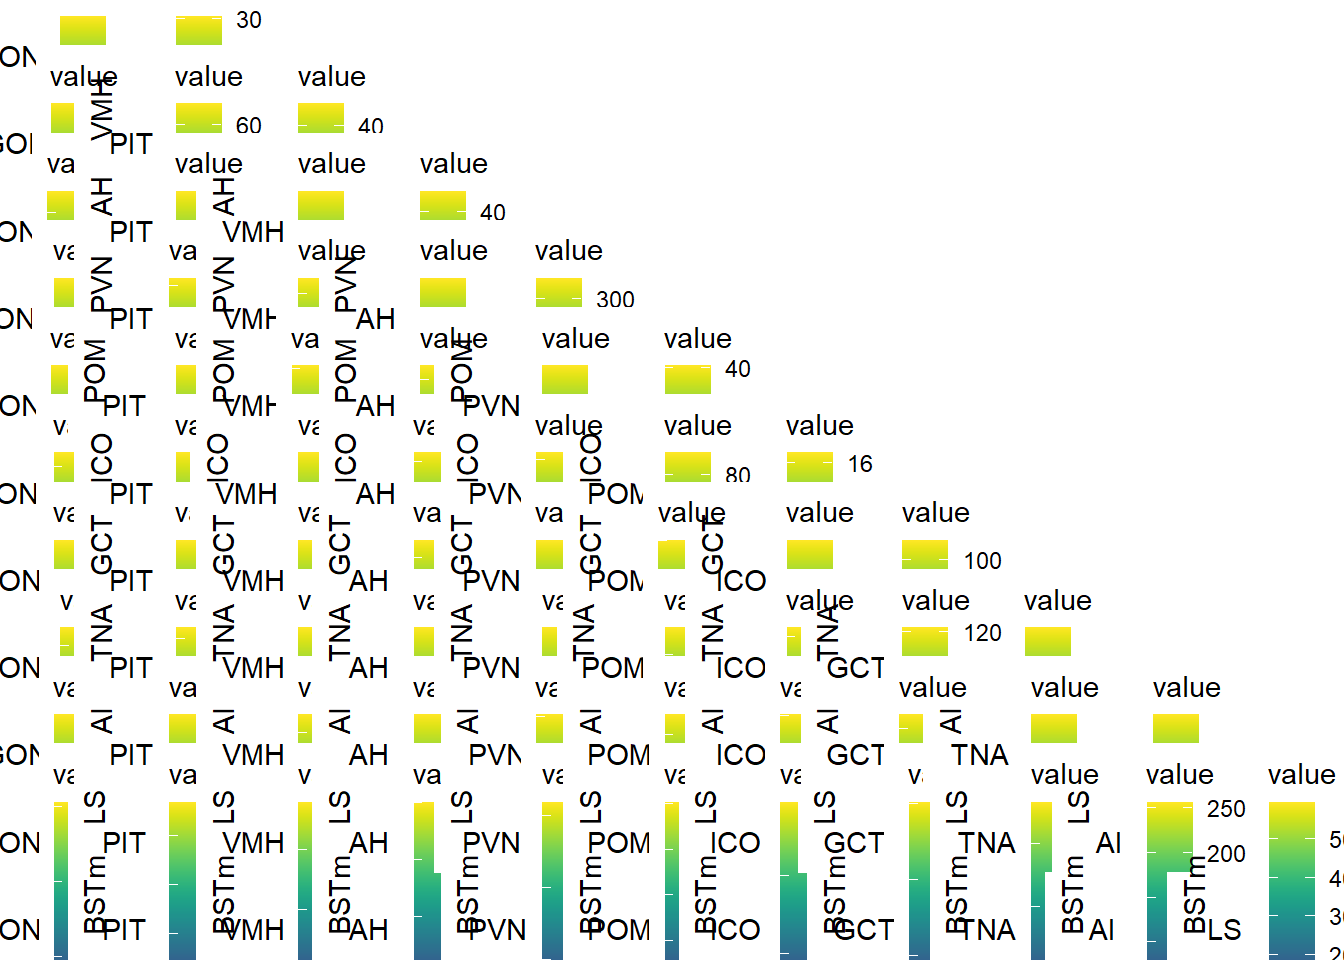 30
ON
value value
VMH
60 40
GOI PIT
va value value value
AH AH
40
ON PIT VMH
va va value value value
PVN PVN PVN
300
ON PIT VMH AH
va va va value value value
POM POM POM POM
40
ON PIT VMH AH PVN
va va va va value value value
ICO ICO ICO ICO ICO
80 16
ON PIT VMH AH PVN POM
va va va va va value value value
GCT GCT GCT GCT GCT GCT
100
ON PIT VMH AH PVN POM ICO
v va v va va va value value value
TNA TNA TNA TNA TNA TNA TNA
120
ON PIT VMH AH PVN POM ICO GCT
va va v va va va va value value value
AI AI AI AI AI AI AI AI
GON PIT VMH AH PVN POM ICO GCT TNA
va va v va va va va va value value value
LS LS LS LS LS LS LS LS LS
250
ON PIT VMH AH PVN POM ICO GCT TNA AI
200
BSTm BSTm BSTm BSTm BSTm BSTm BSTm BSTm BSTm BSTm
ON PIT VMH AH PVN POM ICO GCT TNA AI LS